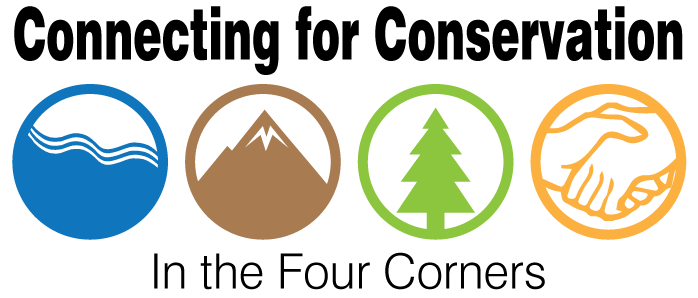 Connecting for Conservation
In the Four Corners